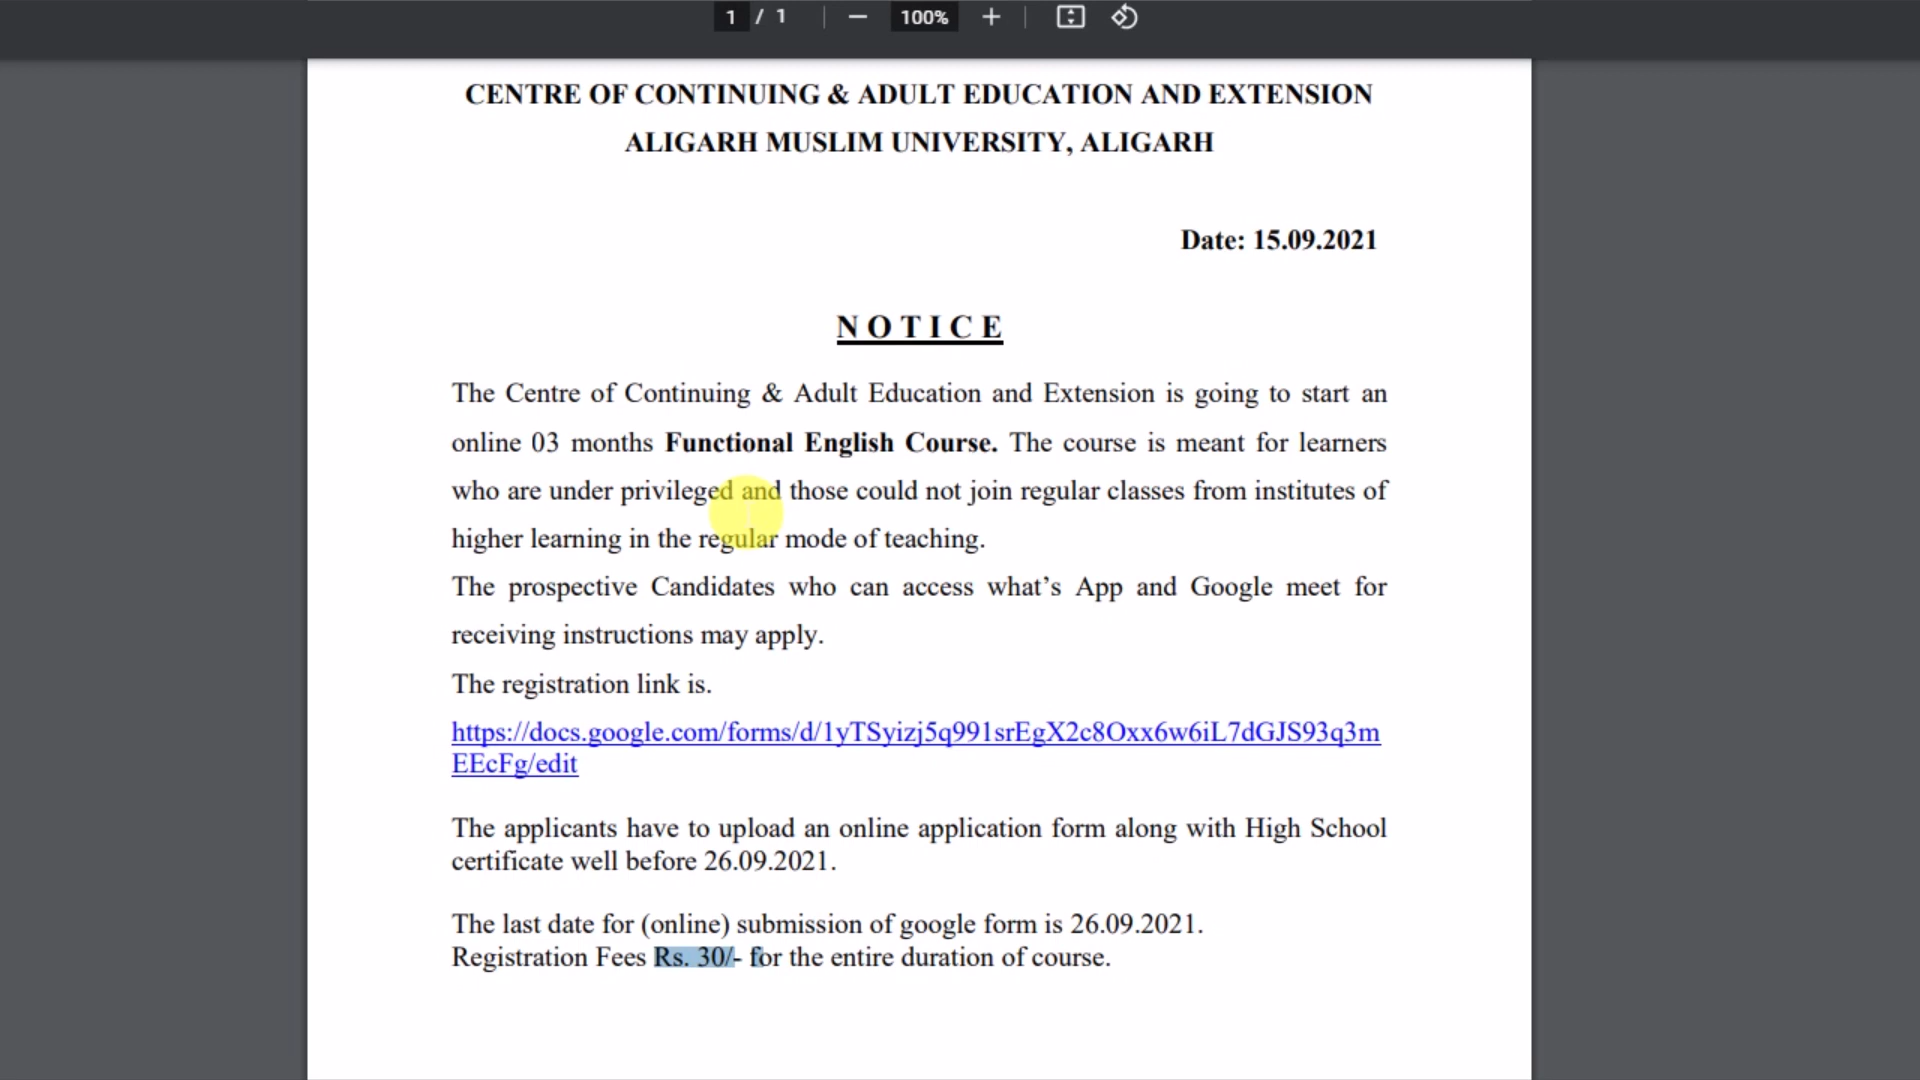 1 / 1 100%
CENTRE OF CONTINUING & ADULT EDUCATION AND EXTENSION
ALIGARH MUSLIM UNIVERSITY, ALIGARH
Date: 15.09.2021
N O T I C E
The Centre of Continuing & Adult Education and Extension is going to start an
online 03 months Functional English Course. The course is meant for learners
who are under privileged and those could not join regular classes from institutes of
higher learning in the regular mode of teaching.
The prospective Candidates who can access what’s App and Google meet for
receiving instructions may apply.
The registration link is.
https://docs.google.com/forms/d/1yTSyizj5q991srEgX2c8Oxx6w6iL7dGJS93q3m
EEcFg/edit
The applicants have to upload an online application form along with High School
certificate well before 26.09.2021.
The last date for (online) submission of google form is 26.09.2021.
Registration Fees Rs. 30/- for the entire duration of course.